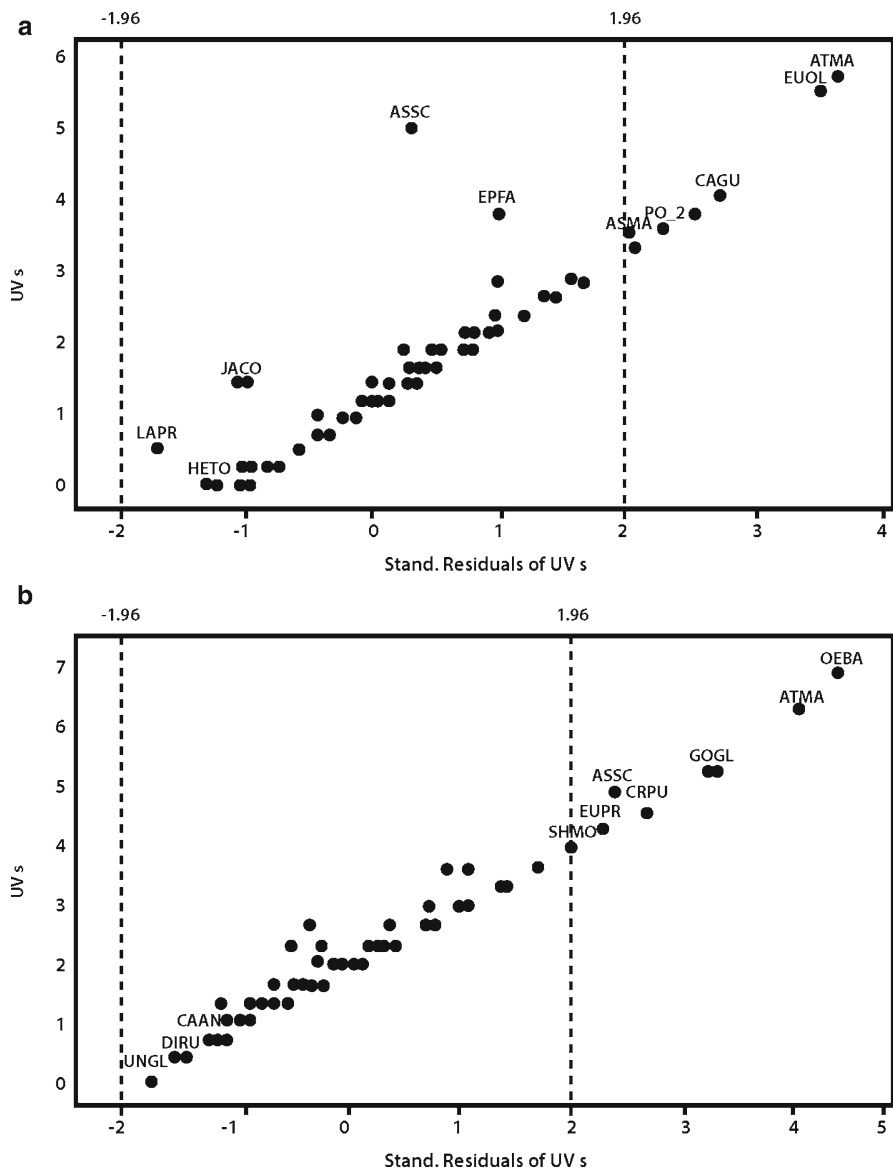 a
-1.96 1.96
6
ATMA
EUOL
5
ASSC
4
CAGU
EPFA
PO_2
ASMA
3
UV s
2
JACO
1
LAPR
HETO
0
-2 -1 0 1 2 3 4
Stand. Residuals of UV s
b
-1.96 1.96
7
OEBA
ATMA
6
GOGL
5
ASSC
CRPU
EUPR
SHMO
4
3
UV s
2
CAAN
1
DIRU
UNGL
0
-2 -1 0 1 2 3 4 5
Stand. Residuals of UV s